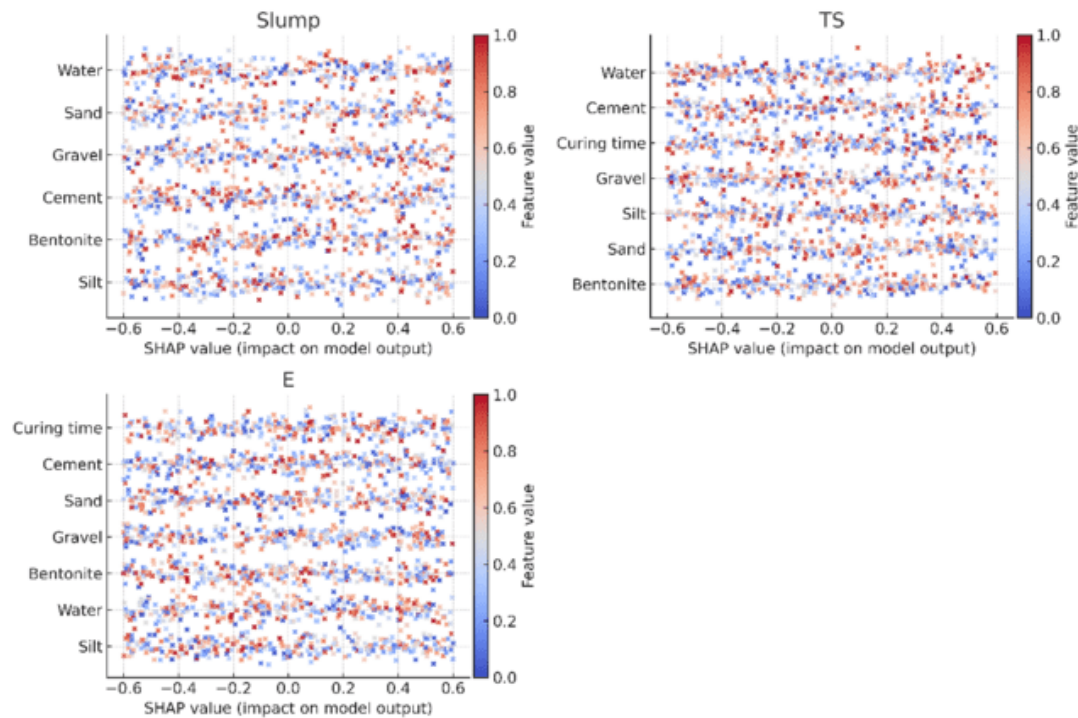 Slump
Water
Sand
Gravel
Cement
Bentonite
Silt
−0.6 −0.4 −0.2 0.0 0.2 0.4 0.6
SHAP value (impact on model output)
1.0
0.8
0.6
0.4
0.2
0.0
Feature value
TS
Water
Cement
Curing time
Gravel
Silt
Sand
Bentonite
−0.6 −0.4 −0.2 0.0 0.2 0.4 0.6
SHAP value (impact on model output)
1.0
0.8
0.6
0.4
0.2
0.0
Feature value
E
Curing time
Cement
Sand
Gravel
Bentonite
Water
Silt
−0.6 −0.4 −0.2 0.0 0.2 0.4 0.6
SHAP value (impact on model output)
1.0
0.8
0.6
0.4
0.2
0.0
Feature value